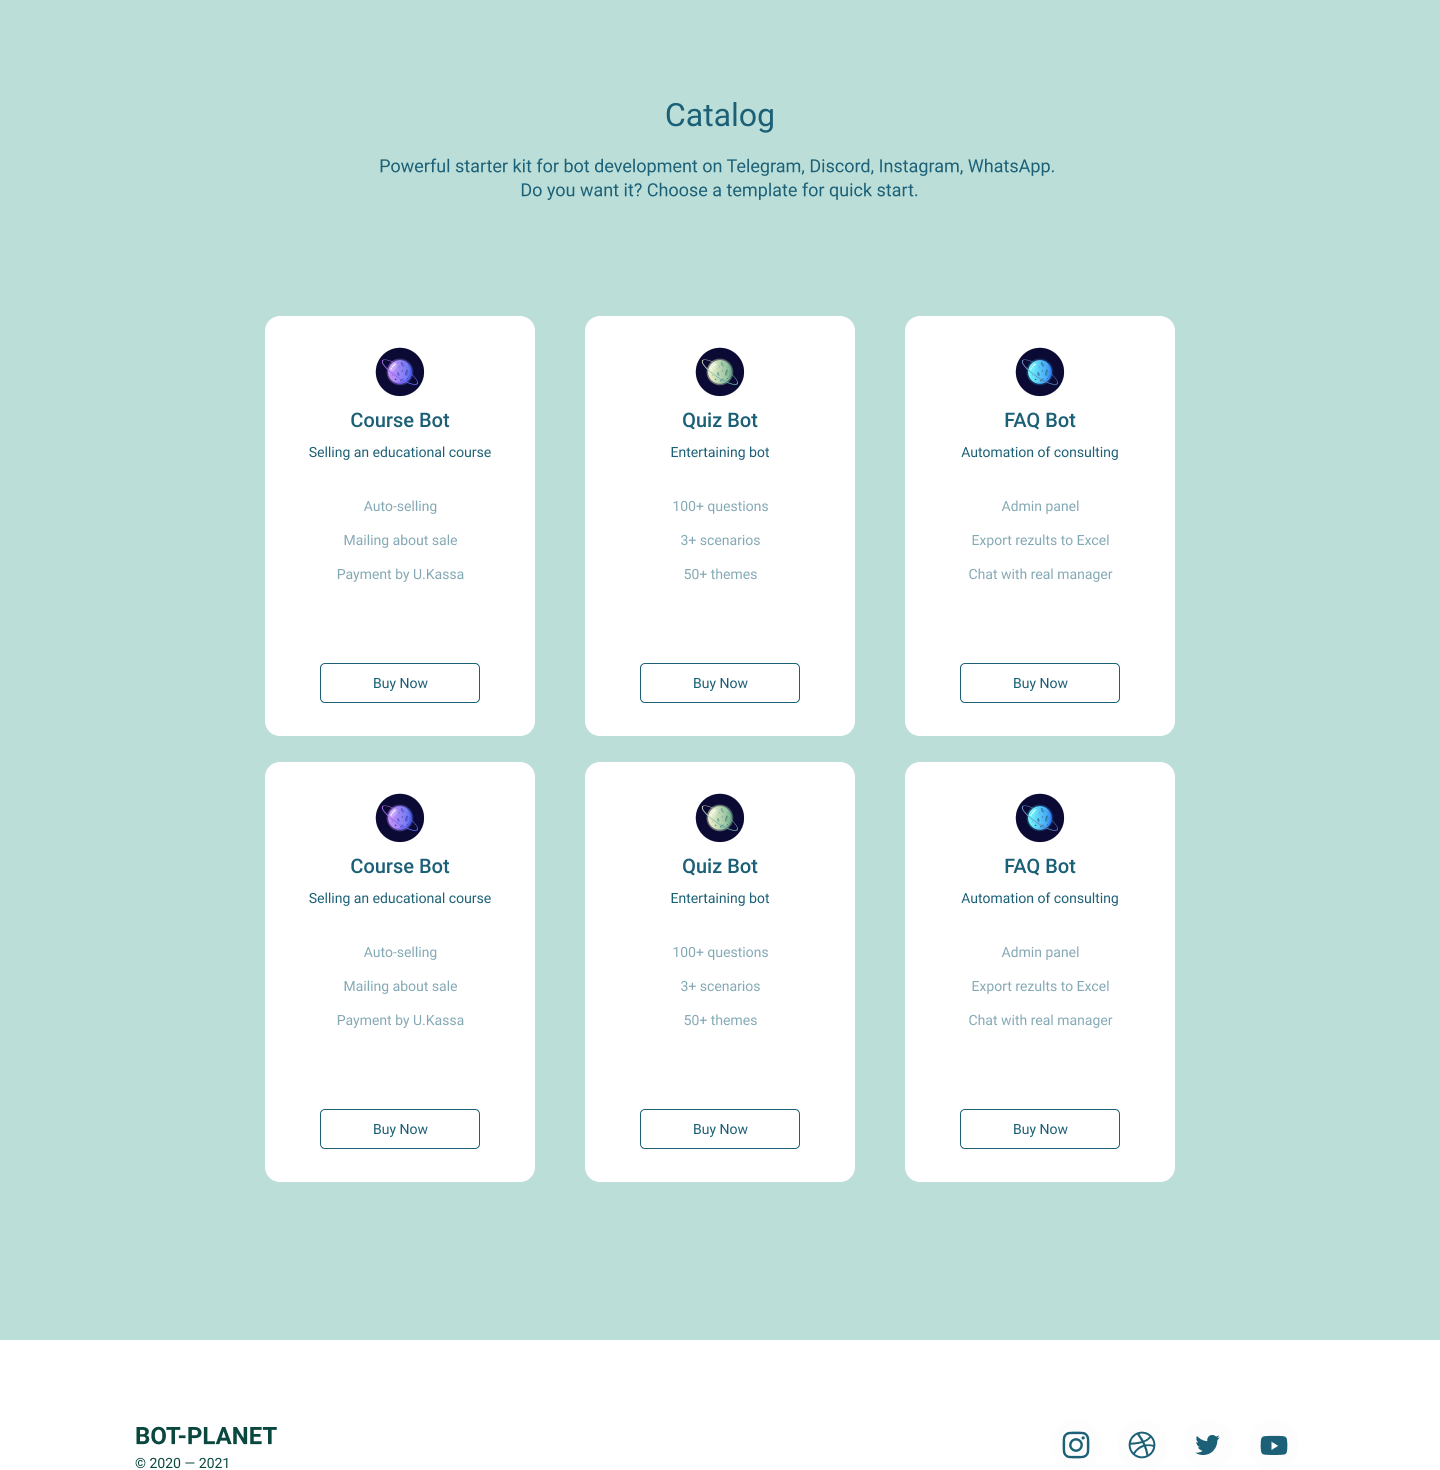 Catalog
Powerful starter kit for bot development on Telegram, Discord, Instagram, WhatsApp.
Do you want it? Choose a template for quick start.
Course Bot
Selling an educational course
Auto-selling
Mailing about sale
Payment by U.Kassa
Buy Now
Quiz Bot
Entertaining bot
100+ questions
3+ scenarios
50+ themes
Buy Now
FAQ Bot
Automation of consulting
Admin panel
Export rezults to Excel
Chat with real manager
Buy Now
Course Bot
Selling an educational course
Auto-selling
Mailing about sale
Payment by U.Kassa
Buy Now
Quiz Bot
Entertaining bot
100+ questions
3+ scenarios
50+ themes
Buy Now
FAQ Bot
Automation of consulting
Admin panel
Export rezults to Excel
Chat with real manager
Buy Now
BOT-PLANET
© 2020 — 2021